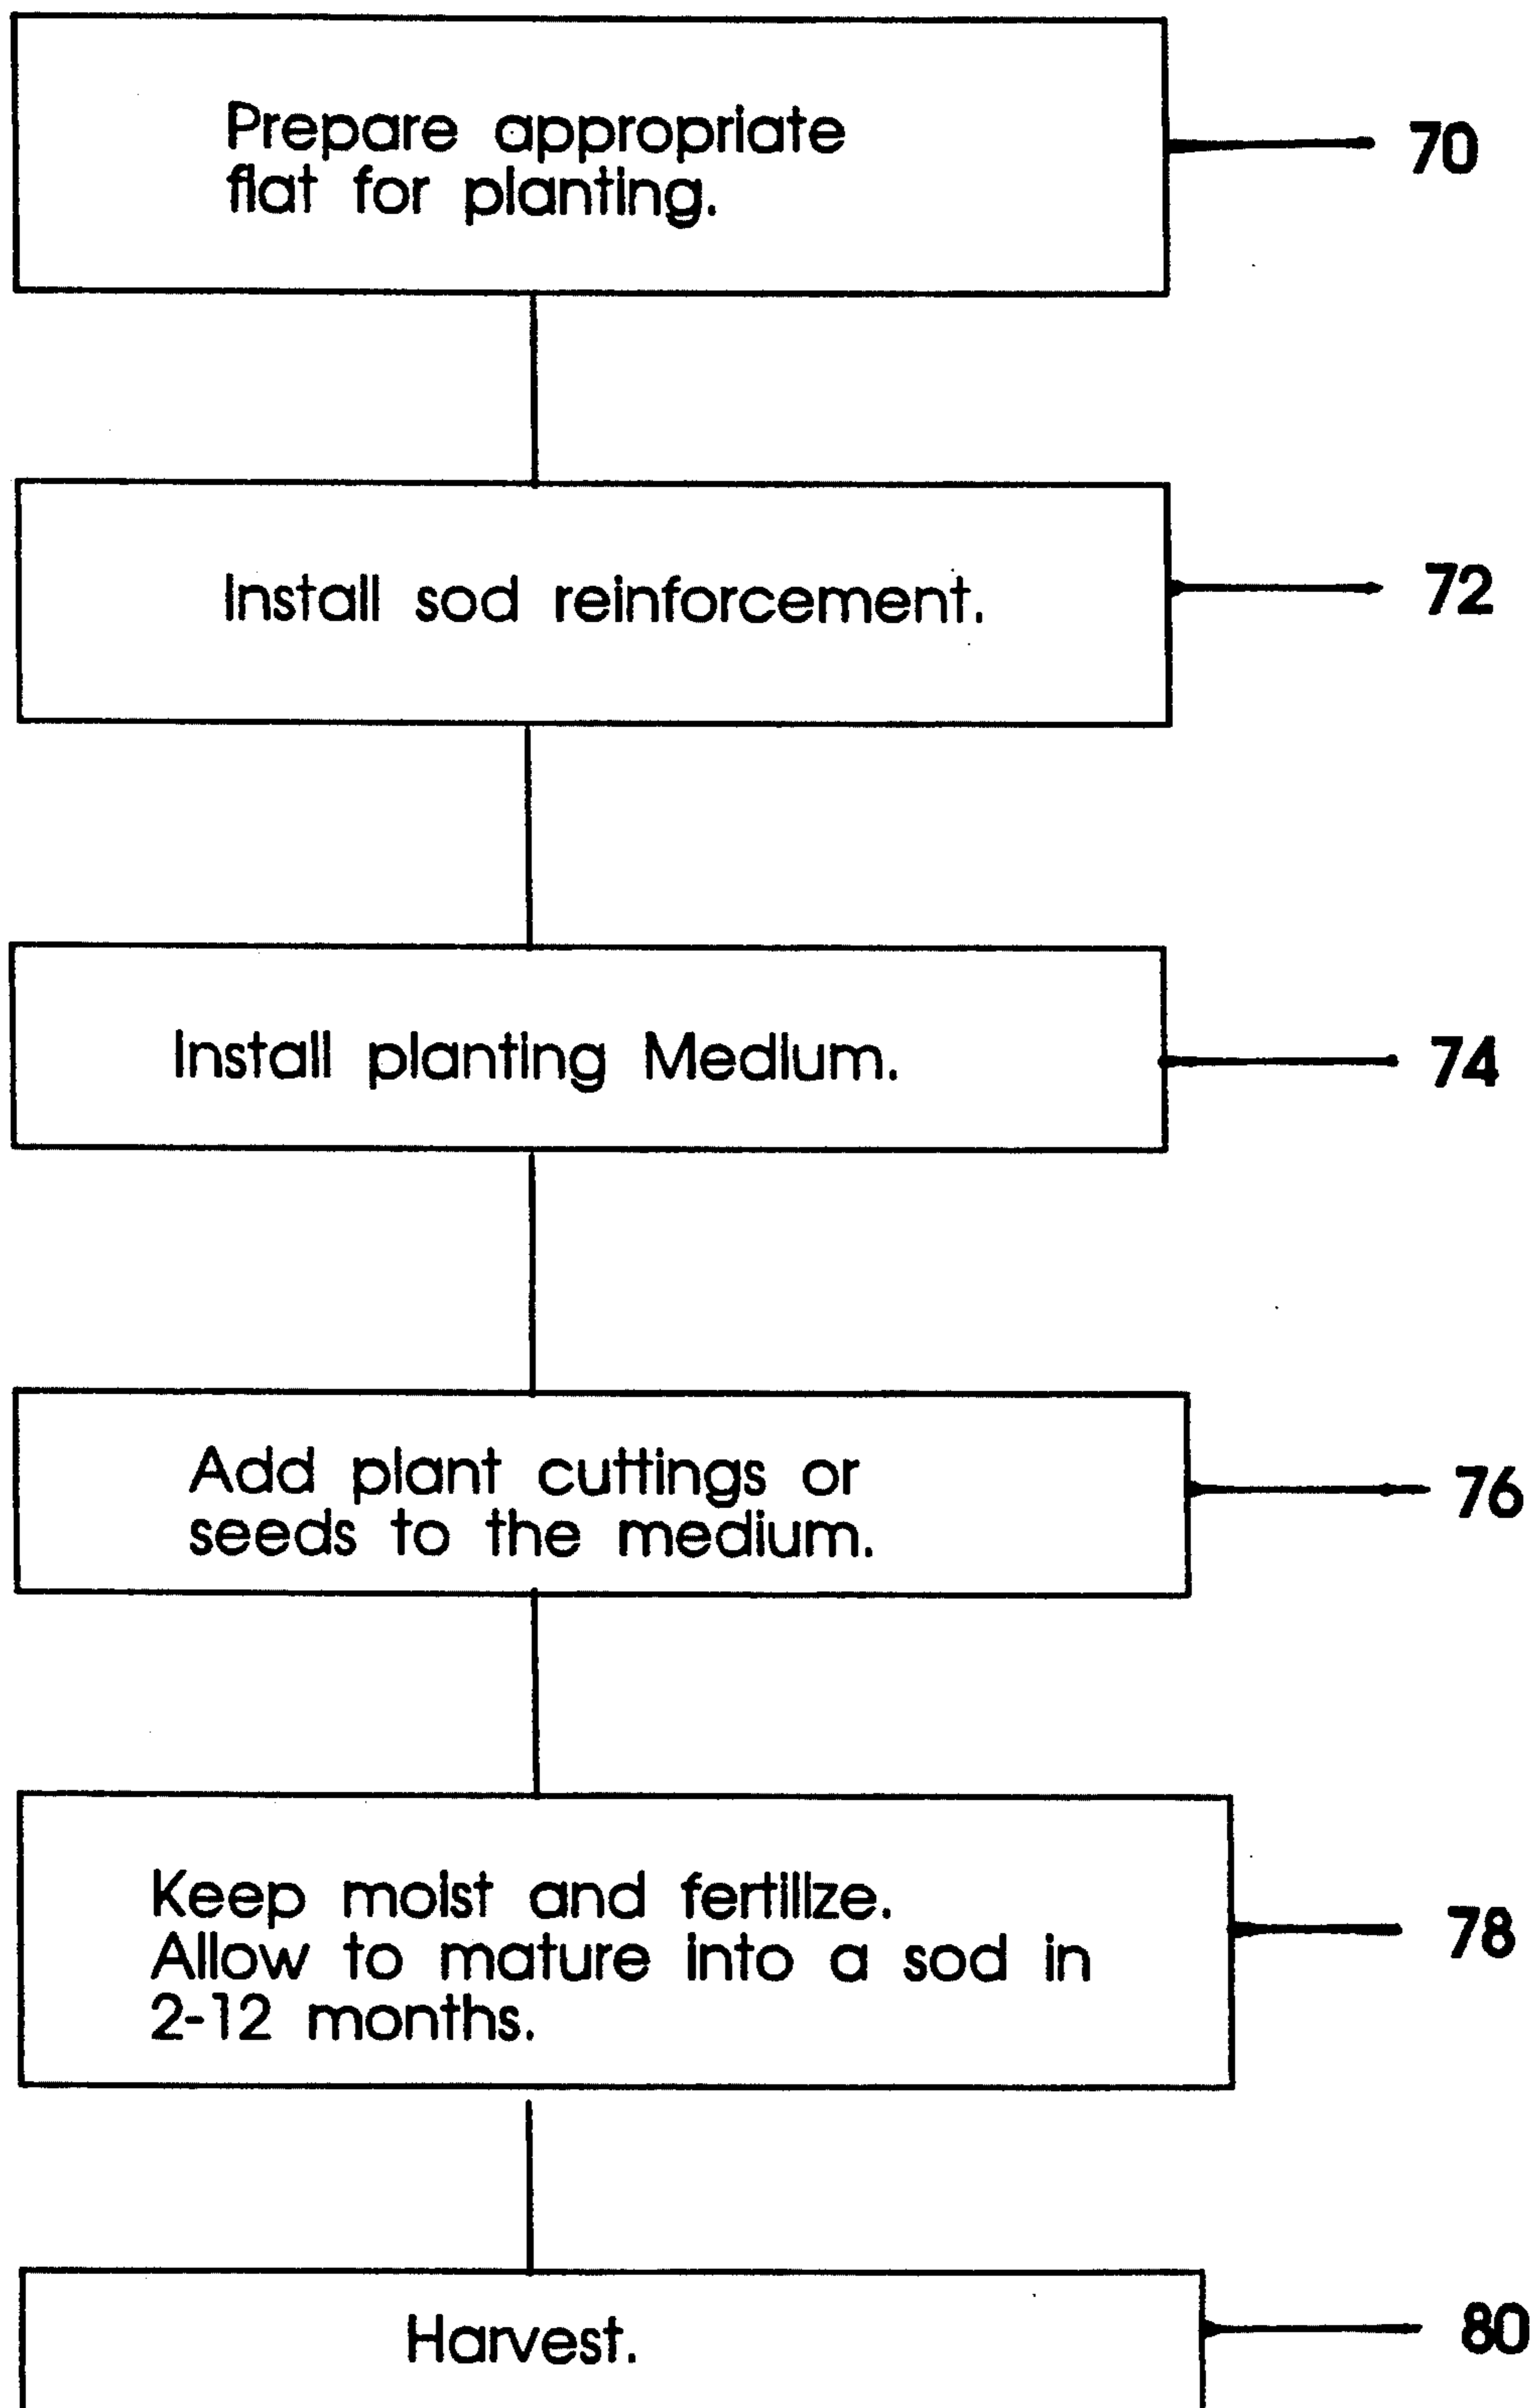 Prepare appropriate
flat for planting.
70
Install sod reinforcement.
72
Install planting Medium.
74
Add plant cuttings or
seeds to the medium.
76
Keep moist and fertilize.
Allow to mature into a sod in
2-12 months.
78
Harvest.
80